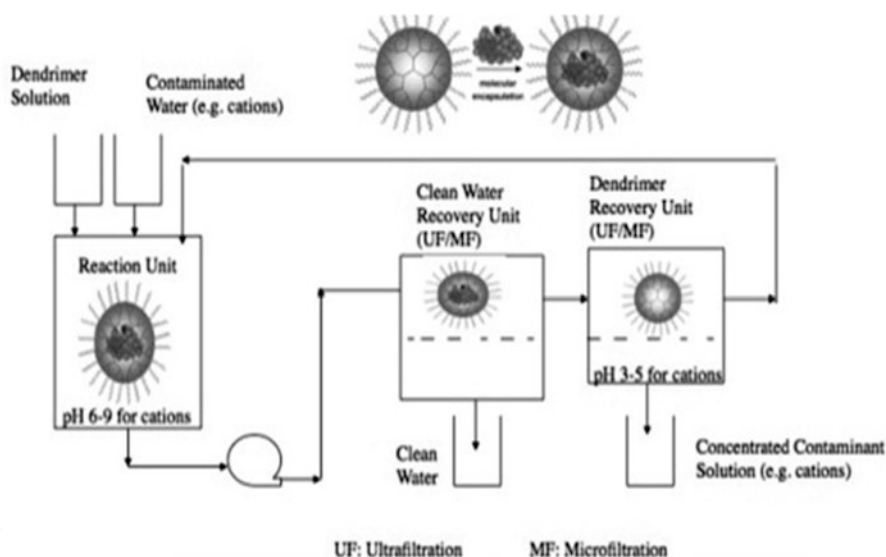 molecular
encapsulation
Dendrimer
Solution
Contaminated
Water (e.g. cations)
Clean Water
Recovery Unit
(UF/MF)
Dendrimer
Recovery Unit
(UF/MF)
Reaction Unit
pH 6-9 for cations
pH 3-5 for cations
Clean
Water
Concentrated Contaminant
Solution (e.g. cations)
UF: Ultrafiltration MF: Microfiltration